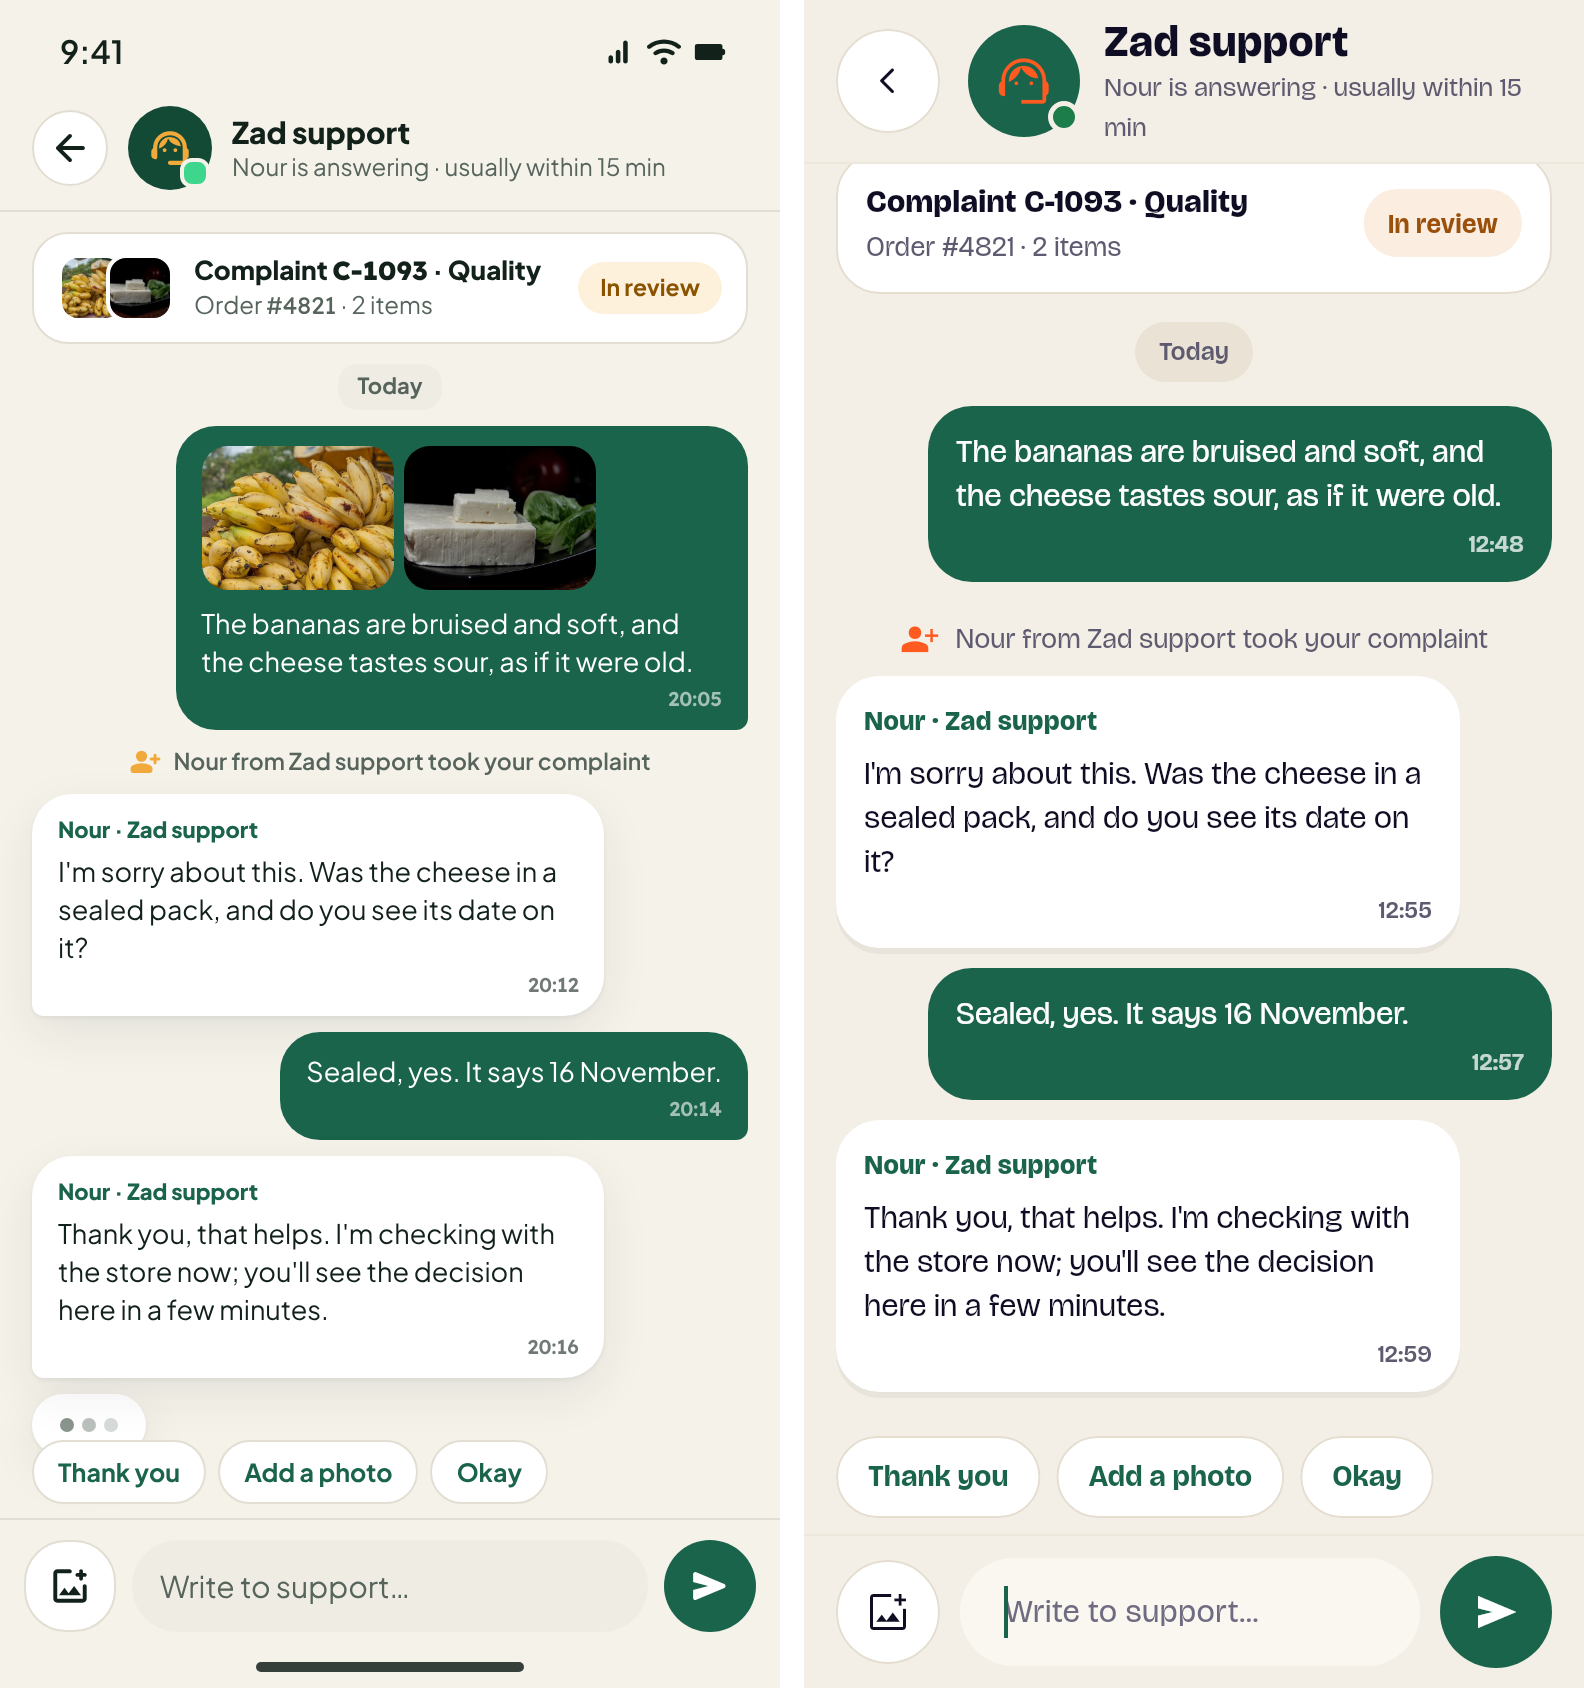 9:41
Zad support
Nour is answering · usually within 15 min
Complaint C-1093 · Quality
Order #4821 · 2 items
In review
Today
The bananas are bruised and soft, and
the cheese tastes sour, as if it were old.
20:05
Nour from Zad support took your complaint
Nour · Zad support
I'm sorry about this. Was the cheese in a
sealed pack, and do you see its date on
it?
20:12
Sealed, yes. It says 16 November.
20:14
Nour · Zad support
Thank you, that helps. I'm checking with
the store now; you'll see the decision
here in a few minutes.
20:16
Thank you
Add a photo
Okay
Write to support...
Zad support
Nour is answering · usually within 15
min
Complaint C-1093 · Quality
Order #4821 · 2 items
In review
Today
The bananas are bruised and soft, and
the cheese tastes sour, as if it were old.
12:48
Nour from Zad support took your complaint
Nour · Zad support
I'm sorry about this. Was the cheese in a
sealed pack, and do you see its date on
it?
12:55
Sealed, yes. It says 16 November.
12:57
Nour · Zad support
Thank you, that helps. I'm checking with
the store now; you'll see the decision
here in a few minutes.
12:59
Thank you
Add a photo
Okay
Write to support...